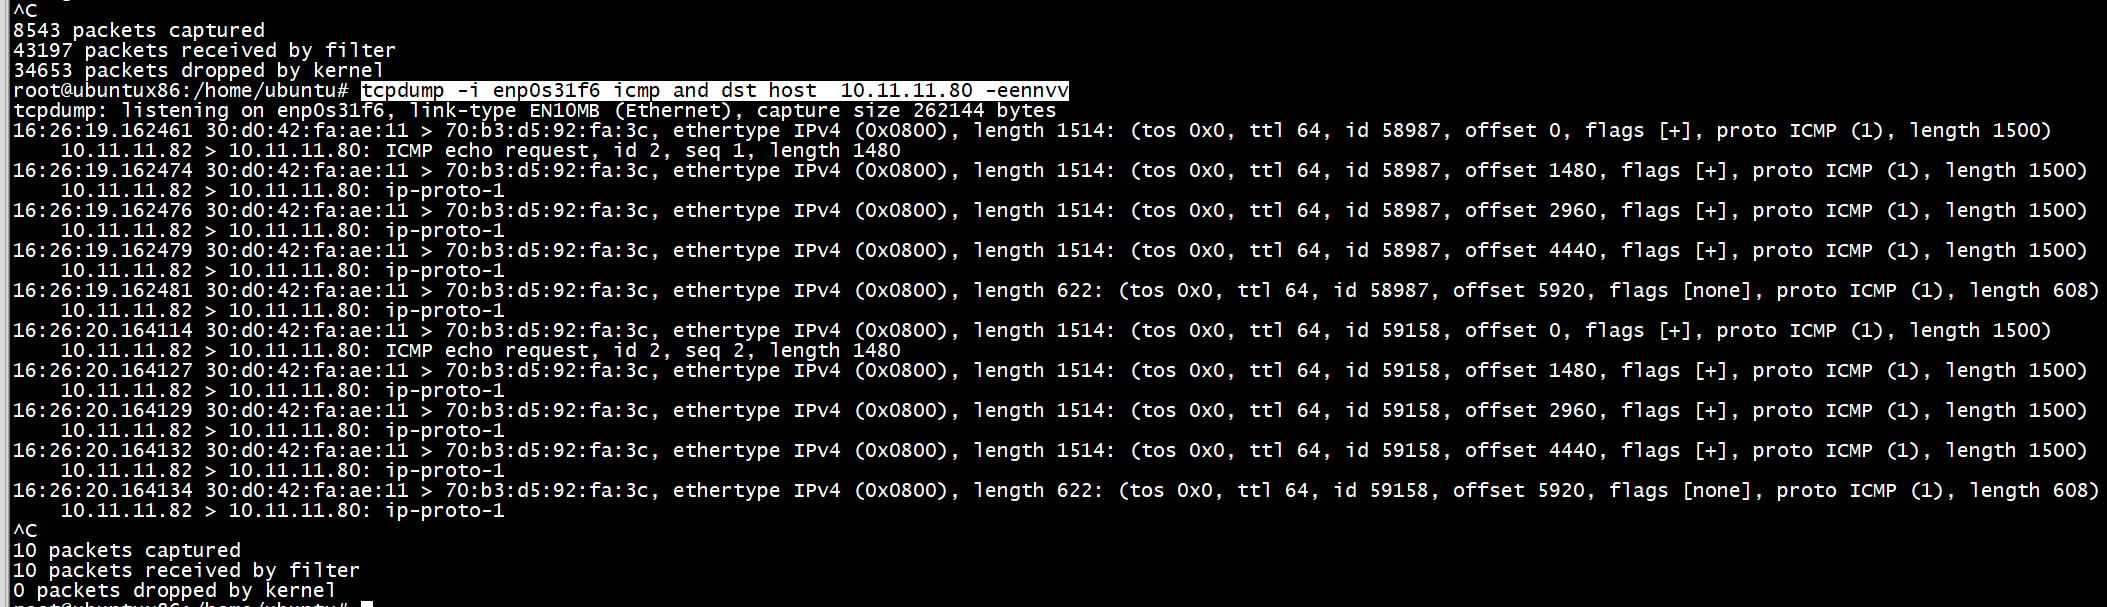 ^C
8543 packets captured
43197 packets received by filter
34653 packets dropped by kernel
root@ubuntux86:/home/ubuntu# tcpdump -i enp0s31f6 icmp and dst host  10.11.11.80 -eennvv
tcpdump: listening on enp0s31f6, link-type EN10MB (Ethernet), capture size 262144 bytes
16:26:19.162461 30:d0:42:fa:ae:11 > 70:b3:d5:92:fa:3c, ethertype IPv4 (0x0800), length 1514: (tos 0x0, ttl 64, id 58987, offset 0, flags [+], proto ICMP (1), length 1500)
    10.11.11.82 > 10.11.11.80: ICMP echo request, id 2, seq 1, length 1480
16:26:19.162474 30:d0:42:fa:ae:11 > 70:b3:d5:92:fa:3c, ethertype IPv4 (0x0800), length 1514: (tos 0x0, ttl 64, id 58987, offset 1480, flags [+], proto ICMP (1), length 1500)
    10.11.11.82 > 10.11.11.80: ip-proto-1
16:26:19.162476 30:d0:42:fa:ae:11 > 70:b3:d5:92:fa:3c, ethertype IPv4 (0x0800), length 1514: (tos 0x0, ttl 64, id 58987, offset 2960, flags [+], proto ICMP (1), length 1500)
    10.11.11.82 > 10.11.11.80: ip-proto-1
16:26:19.162479 30:d0:42:fa:ae:11 > 70:b3:d5:92:fa:3c, ethertype IPv4 (0x0800), length 1514: (tos 0x0, ttl 64, id 58987, offset 4440, flags [+], proto ICMP (1), length 1500)
    10.11.11.82 > 10.11.11.80: ip-proto-1
16:26:19.162481 30:d0:42:fa:ae:11 > 70:b3:d5:92:fa:3c, ethertype IPv4 (0x0800), length 622: (tos 0x0, ttl 64, id 58987, offset 5920, flags [none], proto ICMP (1), length 608)
    10.11.11.82 > 10.11.11.80: ip-proto-1
16:26:20.164114 30:d0:42:fa:ae:11 > 70:b3:d5:92:fa:3c, ethertype IPv4 (0x0800), length 1514: (tos 0x0, ttl 64, id 59158, offset 0, flags [+], proto ICMP (1), length 1500)
    10.11.11.82 > 10.11.11.80: ICMP echo request, id 2, seq 2, length 1480
16:26:20.164127 30:d0:42:fa:ae:11 > 70:b3:d5:92:fa:3c, ethertype IPv4 (0x0800), length 1514: (tos 0x0, ttl 64, id 59158, offset 1480, flags [+], proto ICMP (1), length 1500)
    10.11.11.82 > 10.11.11.80: ip-proto-1
16:26:20.164129 30:d0:42:fa:ae:11 > 70:b3:d5:92:fa:3c, ethertype IPv4 (0x0800), length 1514: (tos 0x0, ttl 64, id 59158, offset 2960, flags [+], proto ICMP (1), length 1500)
    10.11.11.82 > 10.11.11.80: ip-proto-1
16:26:20.164132 30:d0:42:fa:ae:11 > 70:b3:d5:92:fa:3c, ethertype IPv4 (0x0800), length 1514: (tos 0x0, ttl 64, id 59158, offset 4440, flags [+], proto ICMP (1), length 1500)
    10.11.11.82 > 10.11.11.80: ip-proto-1
16:26:20.164134 30:d0:42:fa:ae:11 > 70:b3:d5:92:fa:3c, ethertype IPv4 (0x0800), length 622: (tos 0x0, ttl 64, id 59158, offset 5920, flags [none], proto ICMP (1), length 608)
    10.11.11.82 > 10.11.11.80: ip-proto-1
^C
10 packets captured
10 packets received by filter
0 packets dropped by kernel
root@ubuntux86:/home/ubuntu#